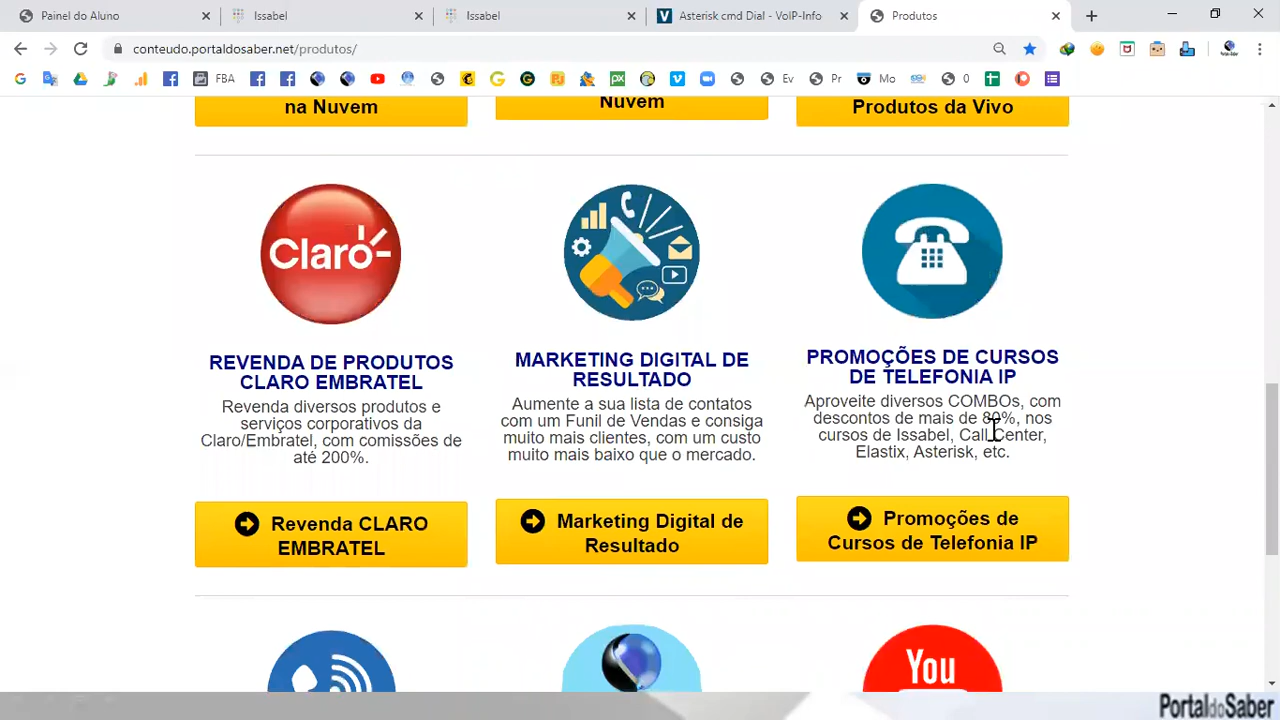 Painel do Aluno
Issabel
Issabel
Asterisk cmd Dial - VoIP-Info
Produtos
conteudo.portaldosaber.net/produtos/
FBA
Ev
Pr
Mo
0
na Nuvem
Nuvem
Produtos da Vivo
Claro
REVENDA DE PRODUTOS
CLARO EMBRATEL
Revenda diversos produtos e
serviços corporativos da
Claro/Embratel, com comissões de
até 200%.
Revenda CLARO
EMBRATEL
MARKETING DIGITAL DE
RESULTADO
Aumente a sua lista de contatos
com um Funil de Vendas e consiga
muito mais clientes, com um custo
muito mais baixo que o mercado.
Marketing Digital de
Resultado
PROMOÇÕES DE CURSOS
DE TELEFONIA IP
Aproveite diversos COMBOs, com
descontos de mais de 80%, nos
cursos de Issabel, Call Center,
Elastix, Asterisk, etc.
Promoções de
Cursos de Telefonia IP
You
PortaldoSaber